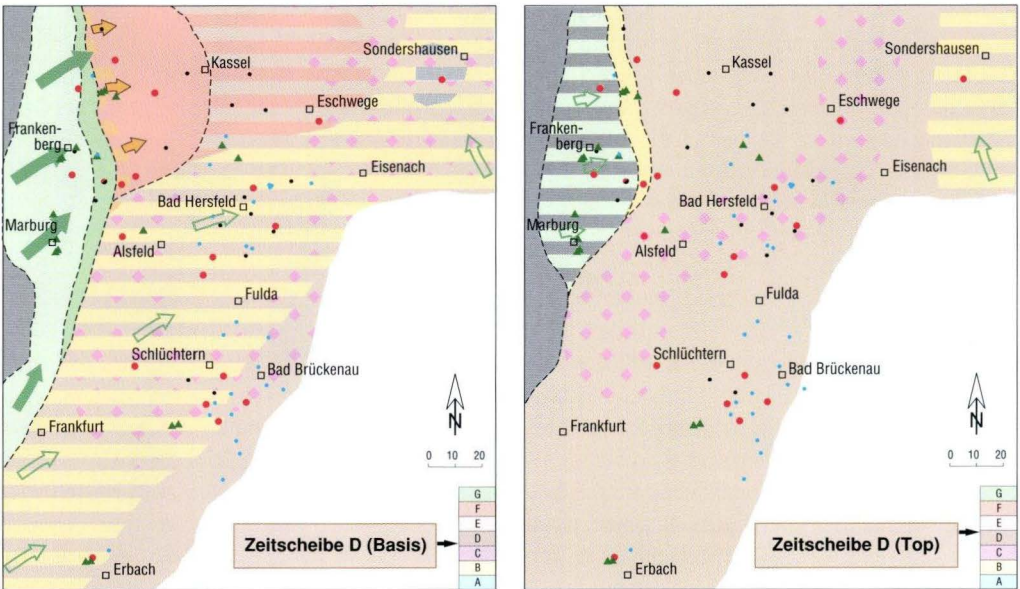 Sondershausen
Kassel
Eschwege
Franken-
berg
Eisenach
Bad Hersfeld
Marburg
Alsfeld
Fulda
Schlüchtern
Bad Brückenau
Frankfurt
N
0 10 20
G
F
E
D
C
B
A
Zeitscheibe D (Basis)
Erbach
Sondershausen
Kassel
Eschwege
Franken-
berg
Eisenach
Bad Hersfeld
Marburg
Alsfeld
Fulda
Schlüchtern
Bad Brückenau
Frankfurt
N
0 10 20
G
F
E
D
C
B
A
Zeitscheibe D (Top)
Erbach